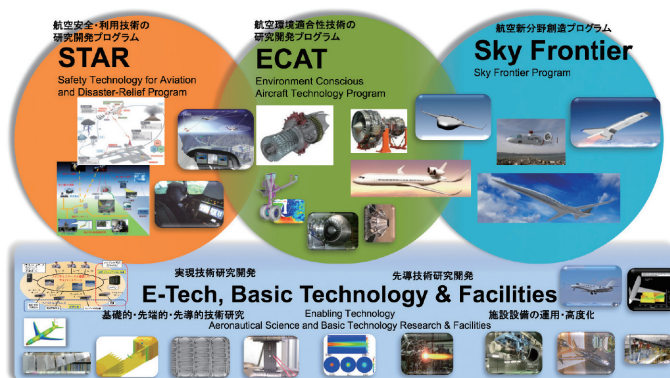 航空安全・利用技術の
研究開発プログラム
STAR
Safety Technology for Aviation
and Disaster-Relief Program
航空環境適合性技術の
研究開発プログラム
ECAT
Environment Conscious
Aircraft Technology Program
航空新分野創造プログラム
Sky Frontier
Sky Frontier Program
実現技術研究開発
先導技術研究開発
E-Tech, Basic Technology & Facilities
基礎的・先端的・先導的技術研究
Enabling Technology
施設設備の運用・高度化
Aeronautical Science and Basic Technology Research & Facilities